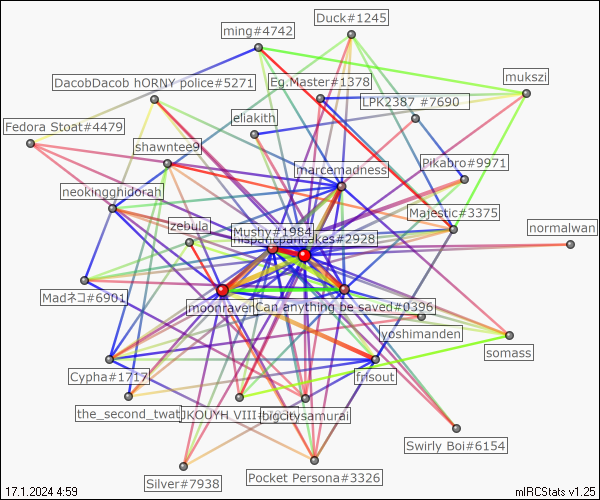 Duck#1245
ming#4742
Eg.Master#1378
DacobDacob hORNY police#5271
mukszi
LPK2387 #7690
eliakith
Fedora Stoat#4479
shawntee9
Pikabro#9971
marcemadness
neokingghidorah
Majestic#3375
zebula
Mushy#1984
normalwan
hispanicpancakes#2928
Madネコ#6901
moonraven
Can anything be saved#0396
yoshimanden
somass
Cypha#1717
frisout
the_second_twat
JKOUYH VIII
bigcitysamurai
Swirly Boi#6154
Pocket Persona#3326
Silver#7938
17.1.2024 4:59
mIRCStats v1.25